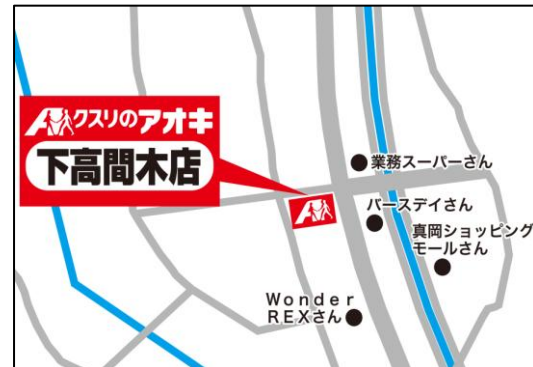 クスリのアオキ
下高間木店
業務スーパーさん
バースデイさん
真岡ショッピング
モールさん
Wonder
REXさん